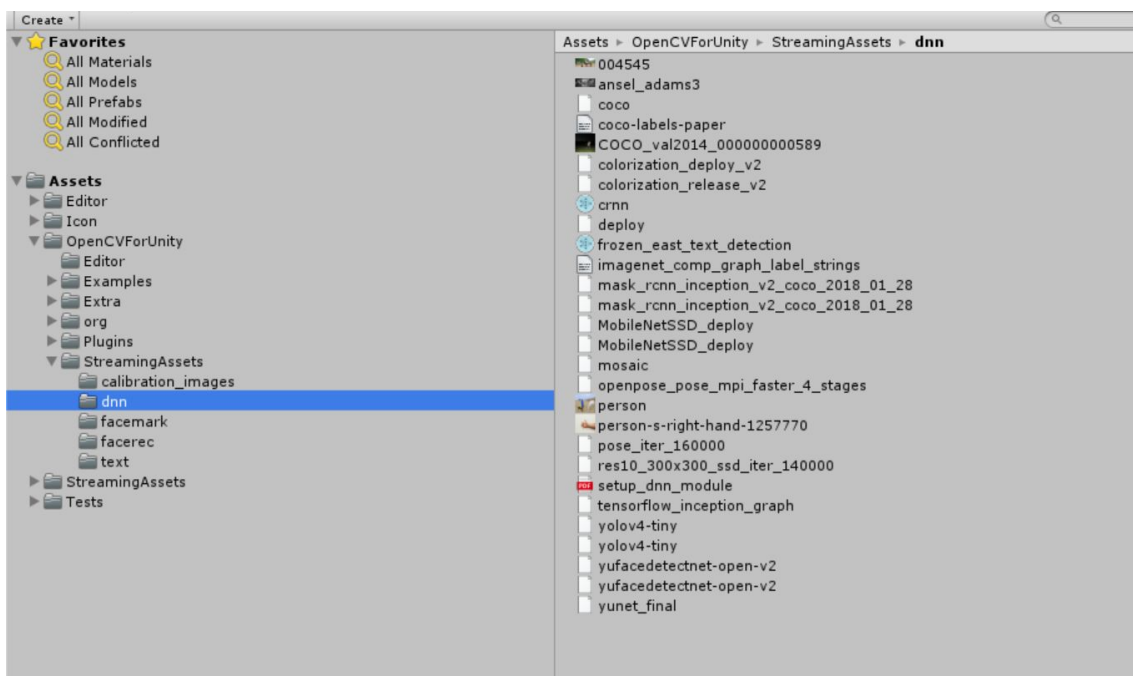 Create
Favorites
All Materials
All Models
All Prefabs
All Modified
All Conflicted
Assets
Editor
Icon
OpenCVForUnity
Editor
Examples
Extra
org
Plugins
StreamingAssets
calibration_images
dnn
facemark
facerec
text
StreamingAssets
Tests
Assets ▸ OpenCVForUnity ▸ StreamingAssets ▸ dnn
004545
ansel_adams3
coco
coco-labels-paper
COCO_val2014_000000000589
colorization_deploy_v2
colorization_release_v2
crnn
deploy
frozen_east_text_detection
imagenet_comp_graph_label_strings
mask_rcnn_inception_v2_coco_2018_01_28
mask_rcnn_inception_v2_coco_2018_01_28
MobileNetSSD_deploy
MobileNetSSD_deploy
mosaic
openpose_pose_mpi_faster_4_stages
person
person-s-right-hand-1257770
pose_iter_160000
res10_300x300_ssd_iter_140000
PDF setup_dnn_module
tensorflow_inception_graph
yolov4-tiny
yolov4-tiny
yufacedetectnet-open-v2
yufacedetectnet-open-v2
yunet_final